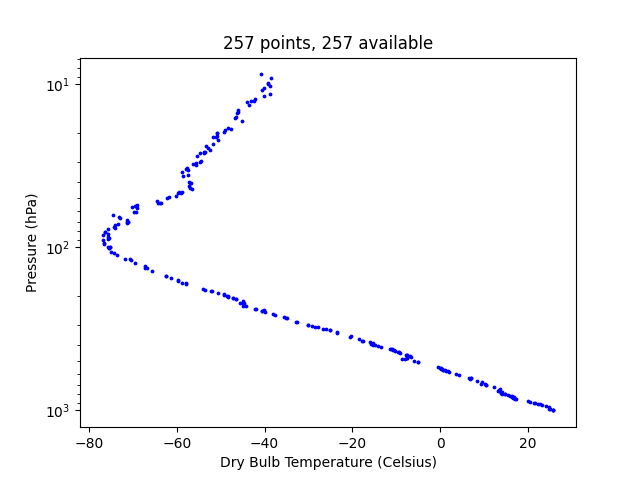 257 points, 257 available
10¹
10²
10³
Pressure (hPa)
−80 −60 −40 −20 0 20
Dry Bulb Temperature (Celsius)